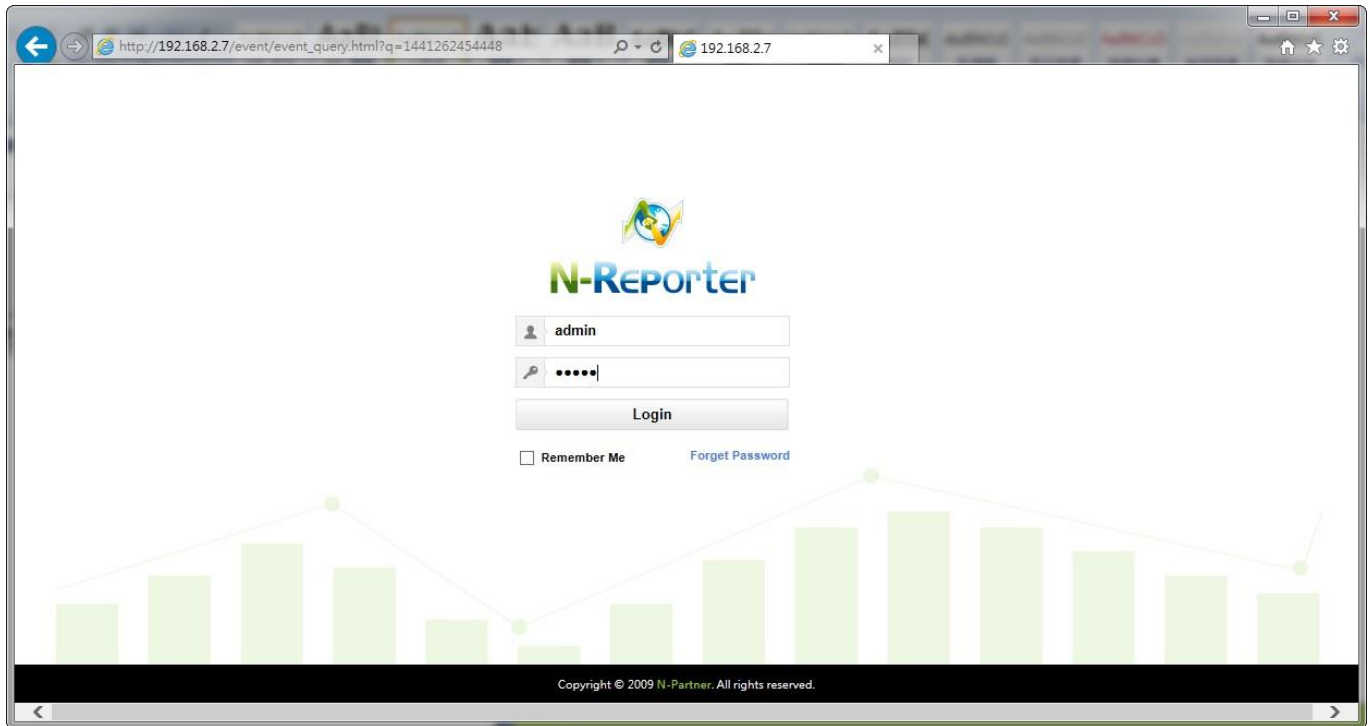 http://192.168.2.7/event/event_query.html?q=1441262454448
192.168.2.7
N-Reporter
admin
•••••
Login
Remember Me
Forget Password
Copyright © 2009 N-Partner. All rights reserved.